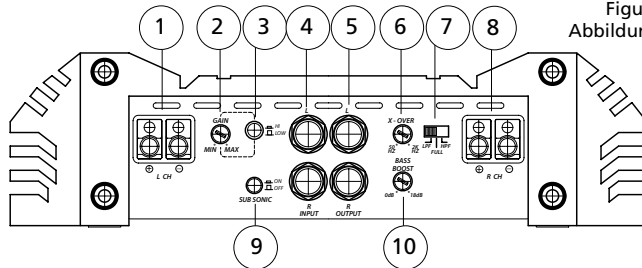 Figu
Abbildur
1 2 3 4 5 6 7 8
L L
GAIN
HI
LOW
X - OVER
MIN MAX
50 HZ 2K HZ
LPF HPF
FULL
L CH
R CH
BASS
BOOST
ON
OFF
SUB SONIC
0dB 18dB
R R
INPUT OUTPUT
9 10